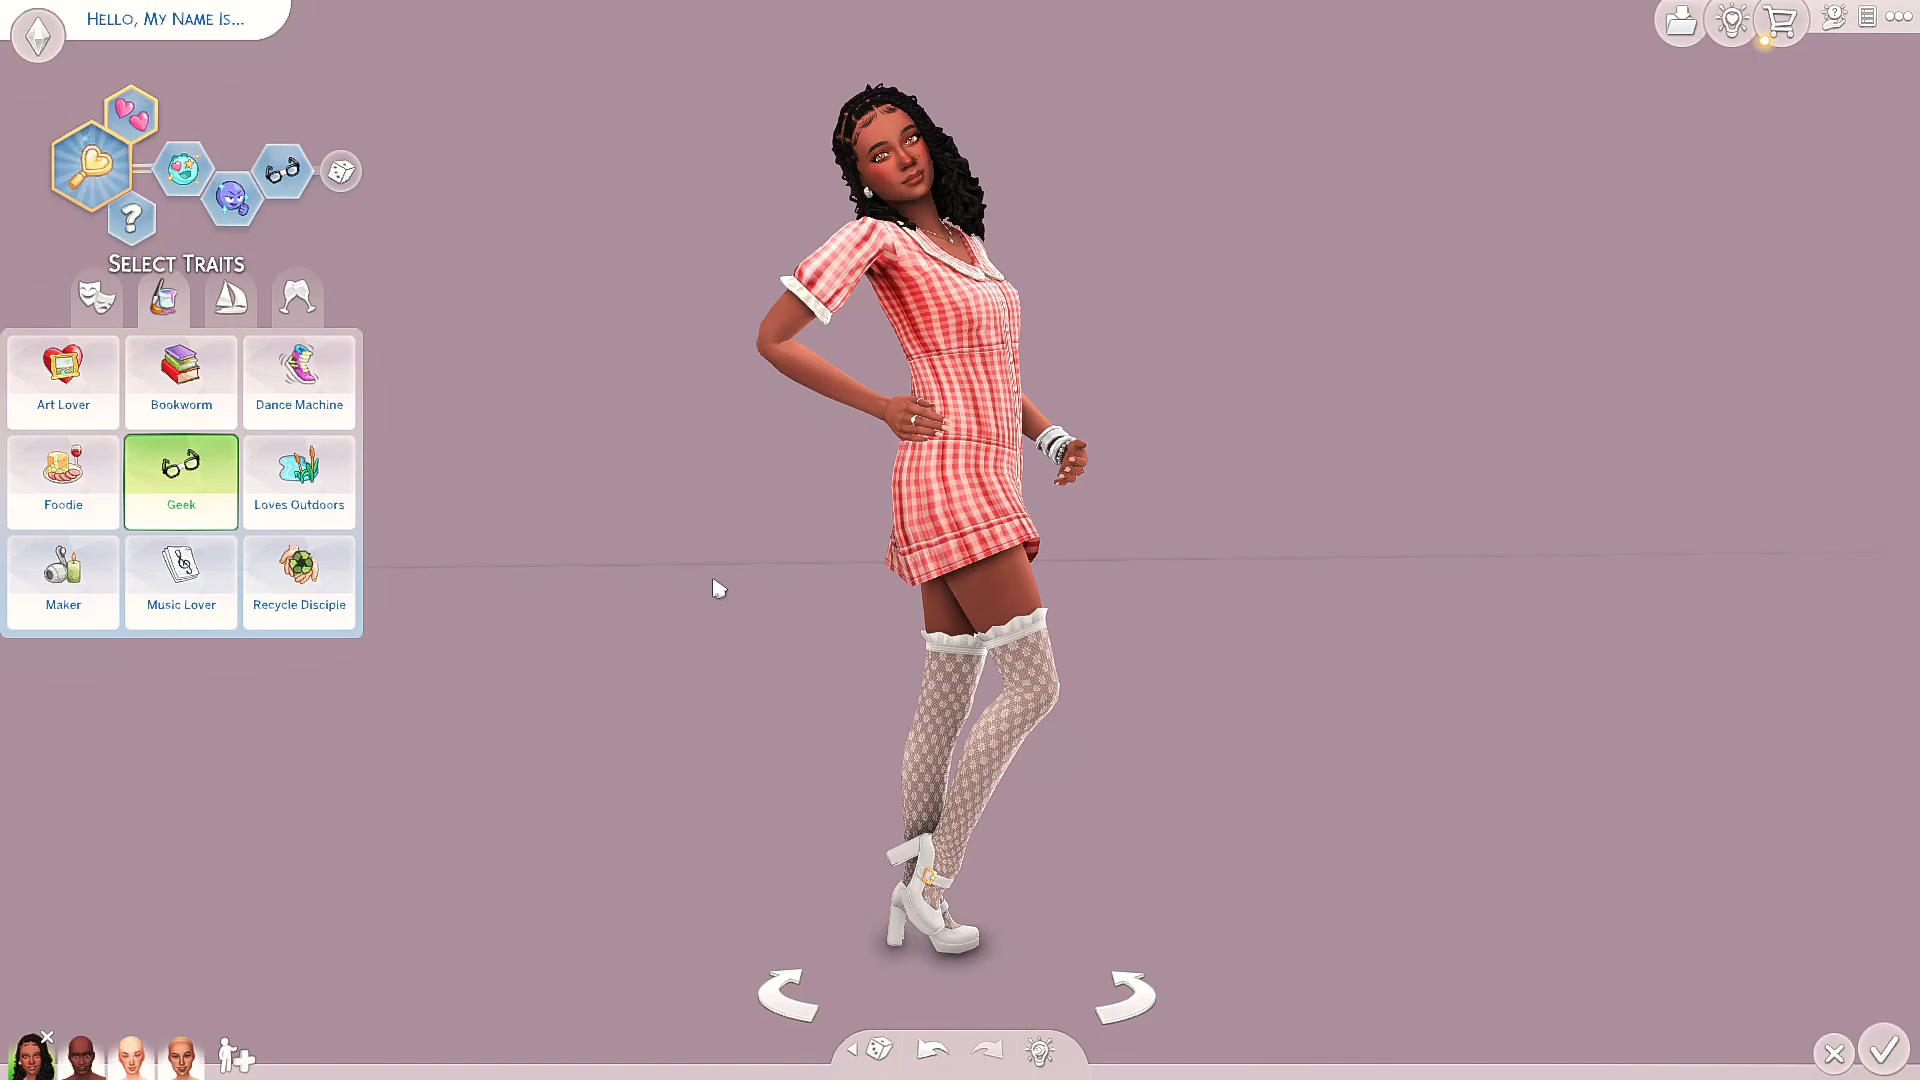 Hello, My Name Is...
Select Traits
Art Lover
Bookworm
Dance Machine
Foodie
Geek
Loves Outdoors
Maker
Music Lover
Recycle Disciple